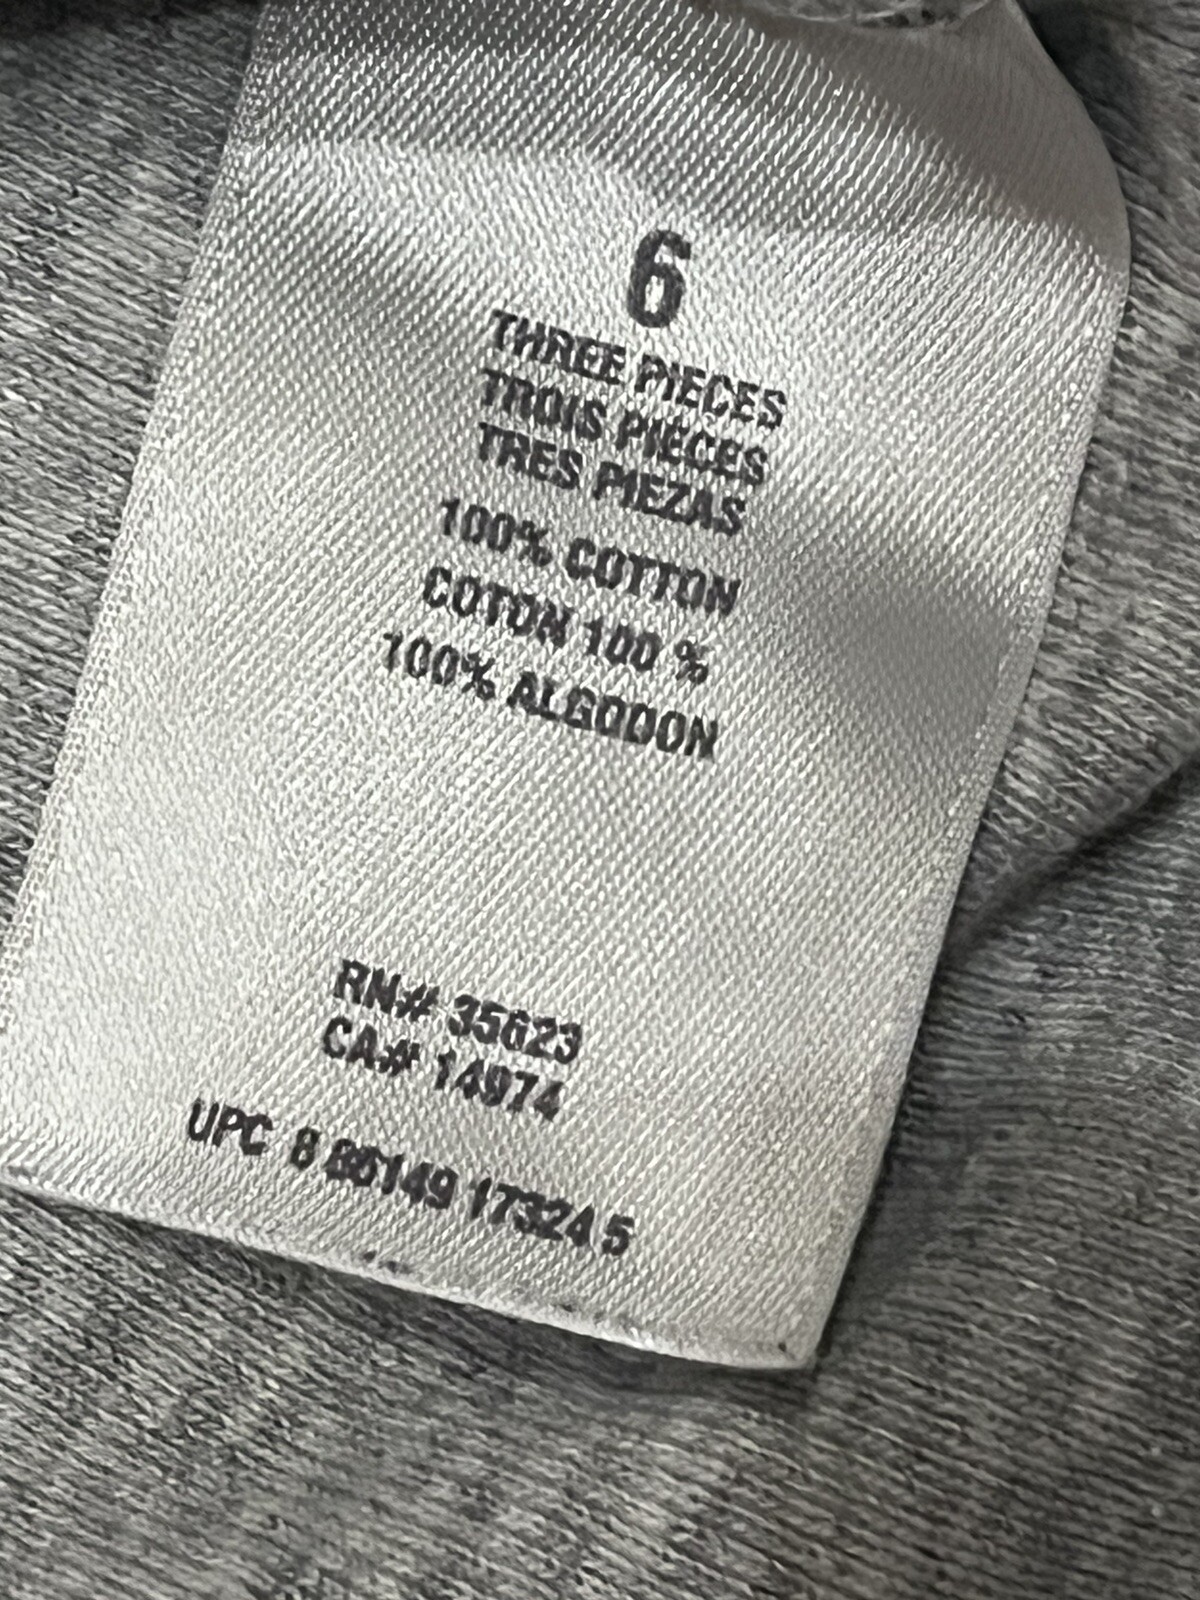 6
THREE PIECES
TROIS PIÈCES
TRES PIEZAS
100% COTTON
COTON 100 %
100% ALGODON
RN# 35623
CA# 14974
UPC 8 86149 17324 5